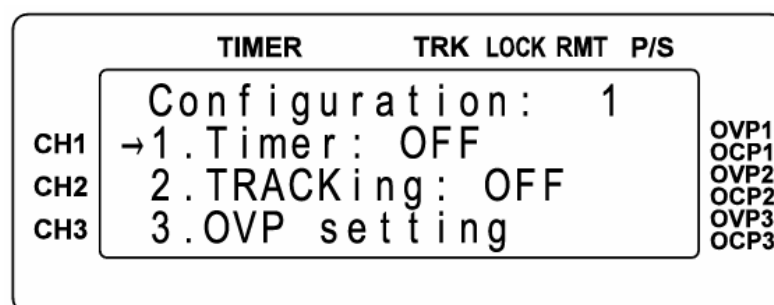 TIMER TRK LOCK RMT P/S
Configuration: 1
CH1 →1.Timer: OFF OVP1
OCP1
CH2 2.TRACKing: OFF OVP2
OCP2
CH3 3.OVP setting OVP3
OCP3